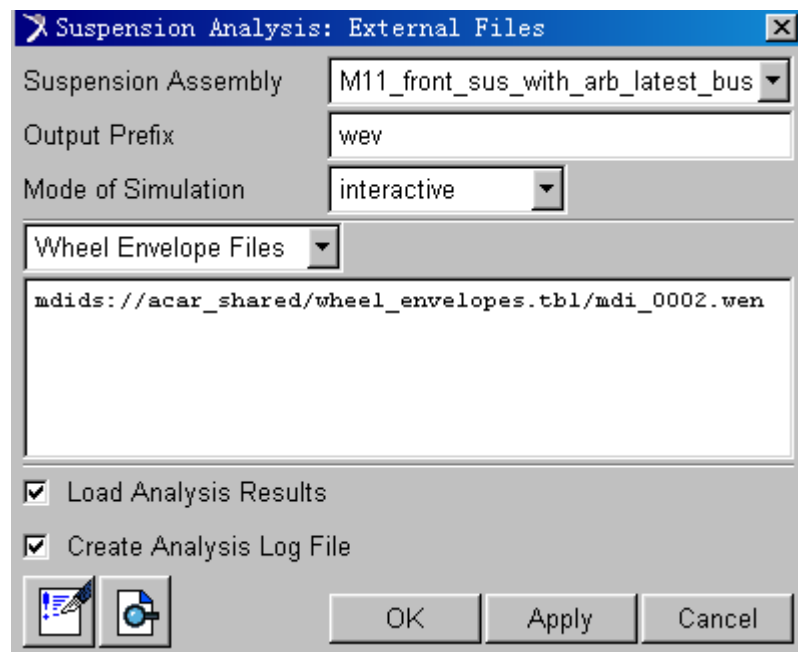 Suspension Analysis: External Files
Suspension Assembly M11_front_sus_with_arb_latest_bus
Output Prefix wev
Mode of Simulation interactive
Wheel Envelope Files
mdids://acar_shared/wheel_envelopes.tbl/mdi_0002.wen
Load Analysis Results
Create Analysis Log File
OK Apply Cancel